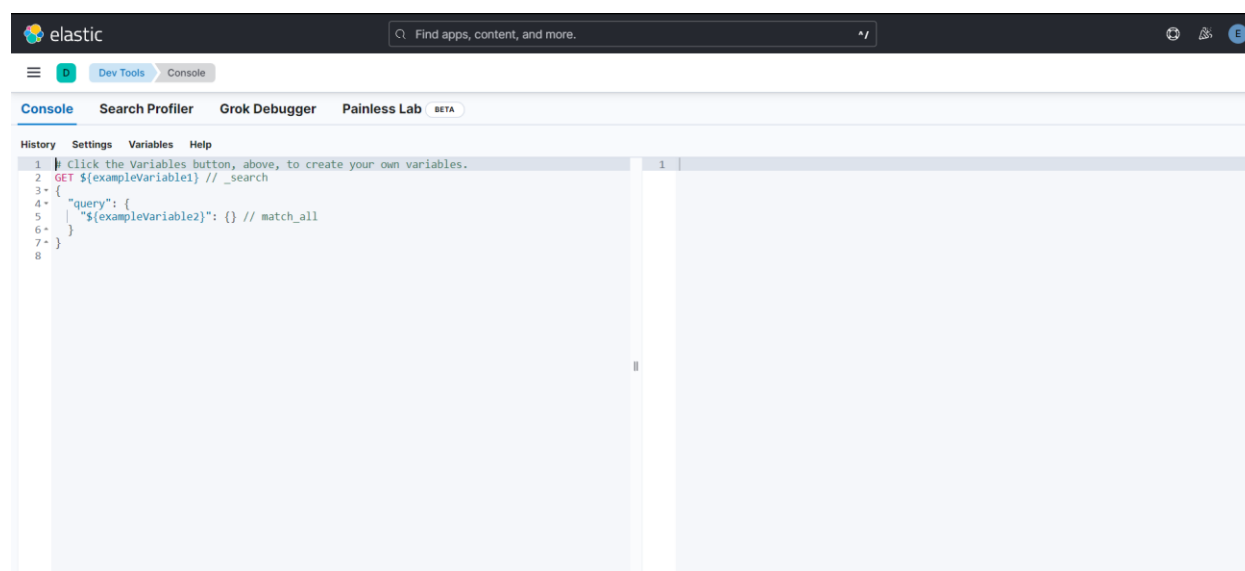 elastic
Find apps, content, and more.
^/
E
D
Dev Tools
Console
Console
Search Profiler
Grok Debugger
Painless Lab
BETA
History
Settings
Variables
Help
1 # Click the Variables button, above, to create your own variables.
2 GET ${exampleVariable1} // _search
3 {
4 "query": {
5 "${exampleVariable2}": {} // match_all
6 }
7 }
8
1